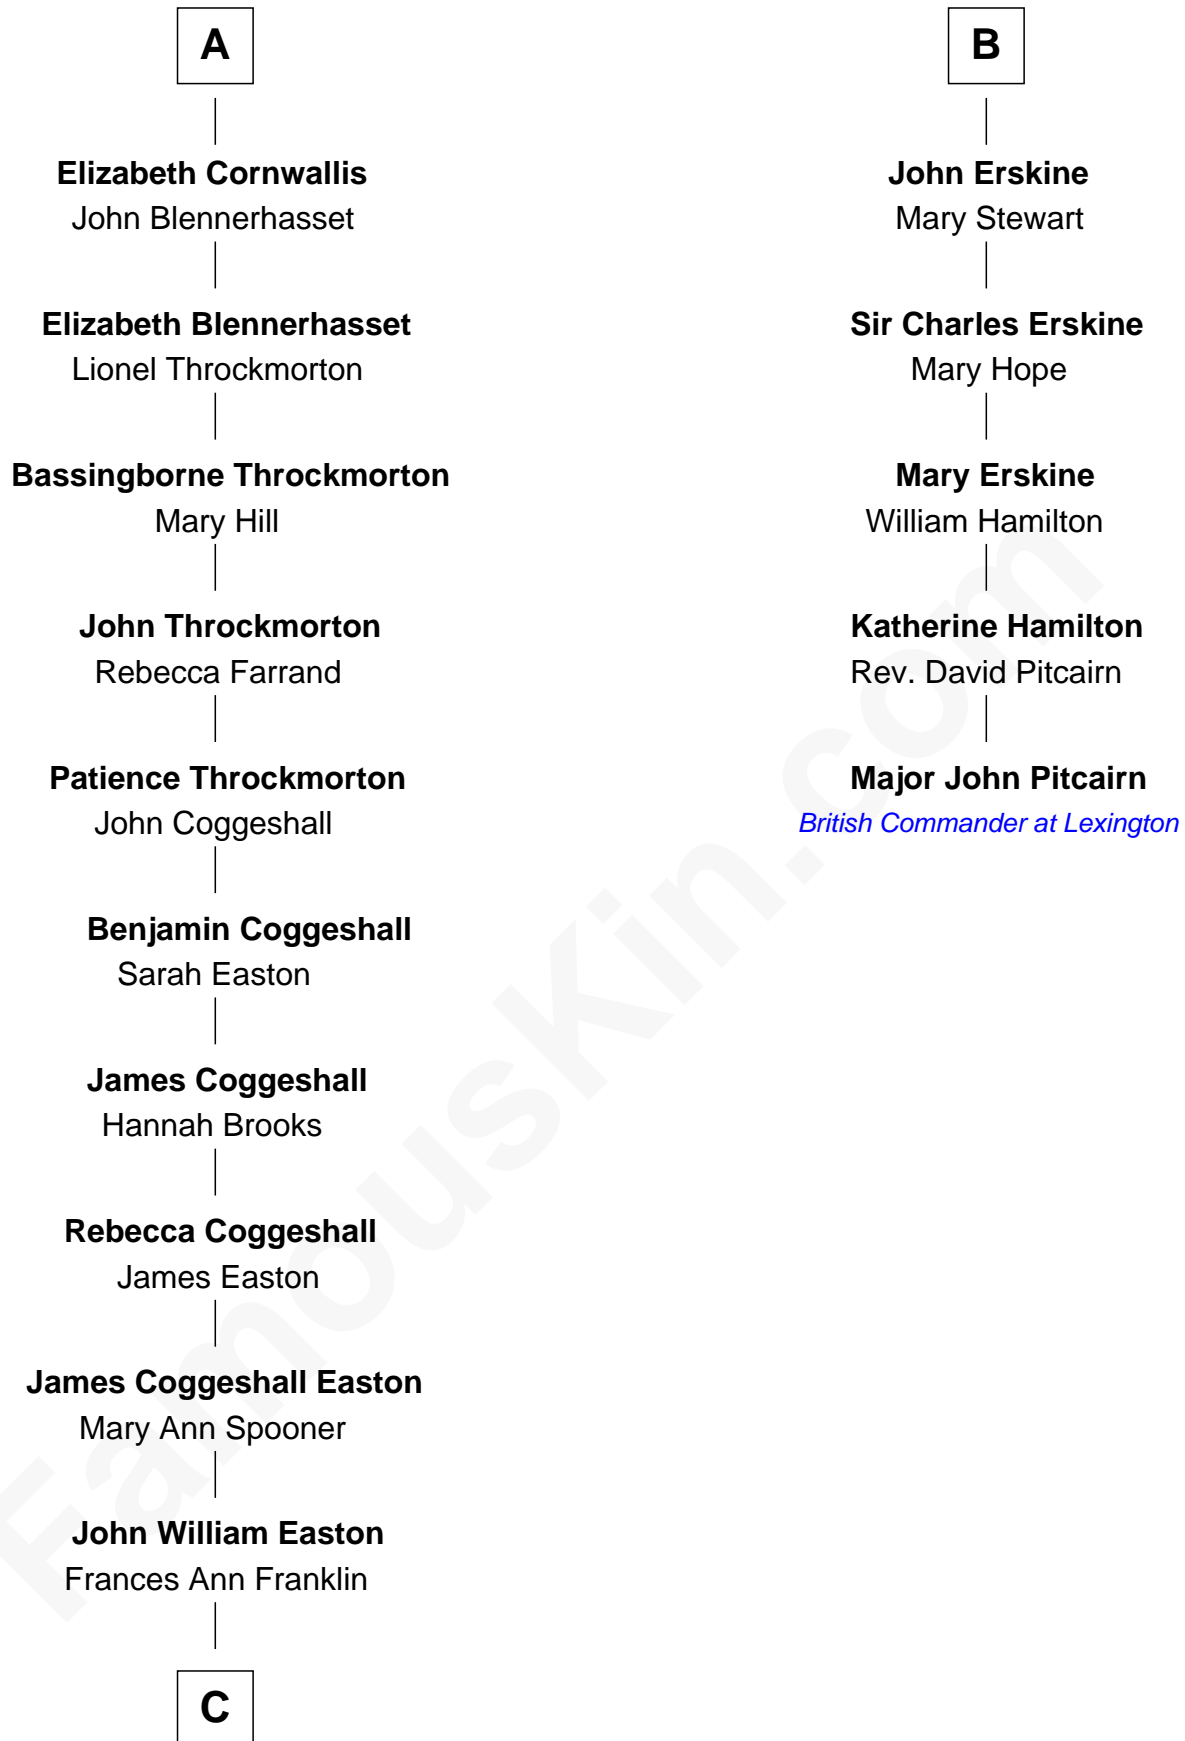 A
Elizabeth Cornwallis
John Blennerhasset
Elizabeth Blennerhasset
Lionel Throckmorton
Bassingborne Throckmorton
Mary Hill
John Throckmorton
Rebecca Farrand
Patience Throckmorton
John Coggeshall
Benjamin Coggeshall
Sarah Easton
James Coggeshall
Hannah Brooks
Rebecca Coggeshall
James Easton
James Coggeshall Easton
Mary Ann Spooner
John William Easton
Frances Ann Franklin
C
B
John Erskine
Mary Stewart
Sir Charles Erskine
Mary Hope
Mary Erskine
William Hamilton
Katherine Hamilton
Rev. David Pitcairn
Major John Pitcairn
British Commander at Lexington
FamousKin.com